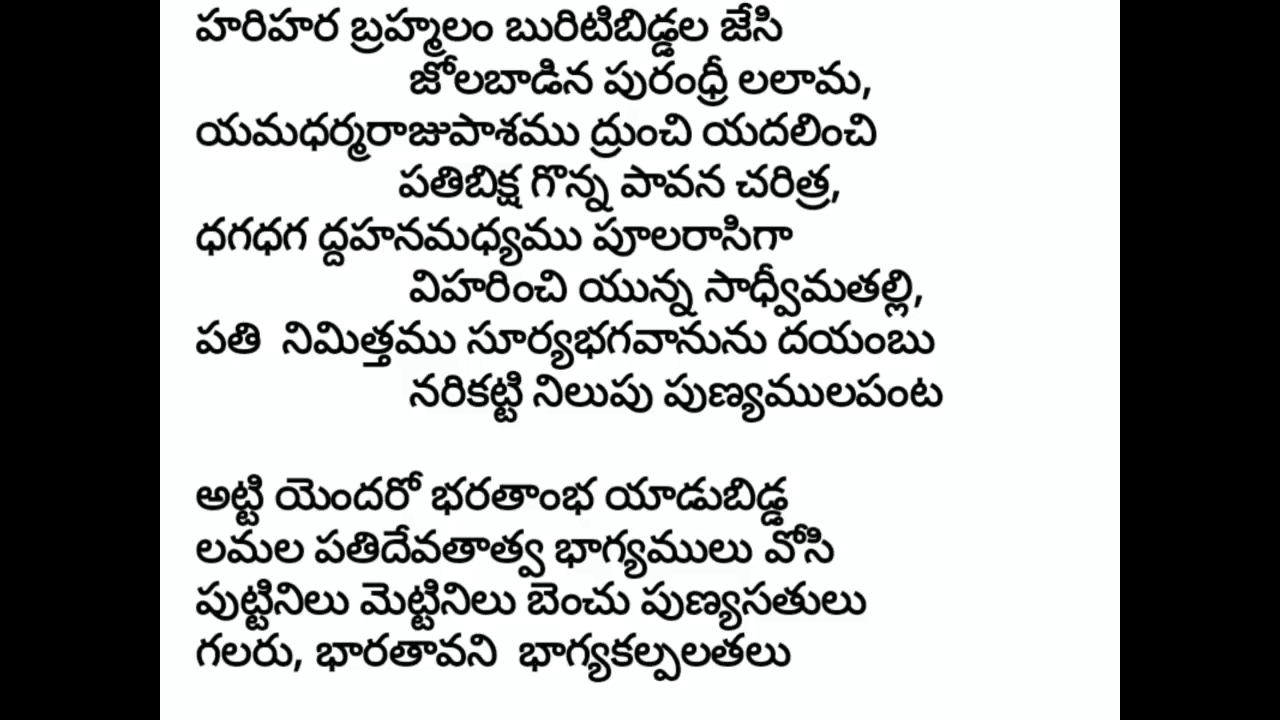 హరిహర బ్రహ్మలం బురిటిబిడ్డల జేసి
జోలబాడిన పురంధ్రీ లలామ,
యమధర్మరాజుపాశము ద్రుంచి యదలించి
పతిబిక్ష గొన్న పావన చరిత్ర,
ధగధగ ద్దహనమధ్యము పూలరాసిగా
విహరించి యున్న సాధ్వీమతల్లి,
పతి నిమిత్తము సూర్యభగవానును దయంబు
నరికట్టి నిలుపు పుణ్యములపంట
అట్టి యెందరో భరతాంభ యాడుబిడ్డ
లమల పతిదేవతాత్వ భాగ్యములు వోసి
పుట్టినిలు మెట్టినిలు బెంచు పుణ్యసతులు
గలరు, భారతావని భాగ్యకల్పలతలు